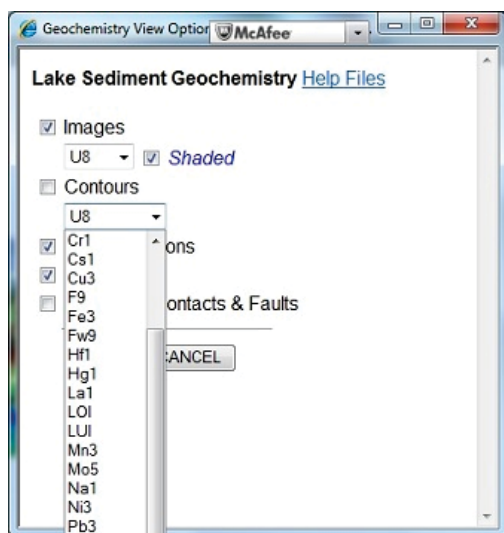 Geochemistry View Option
McAfee
Lake Sediment Geochemistry Help Files
Images
U8
Shaded
Contours
U8
Cr1
ons
Cs1
Cu3
F9
ontacts & Faults
Fe3
Fw9
Hf1
CANCEL
Hg1
La1
LOI
LUI
Mn3
Mo5
Na1
Ni3
Pb3